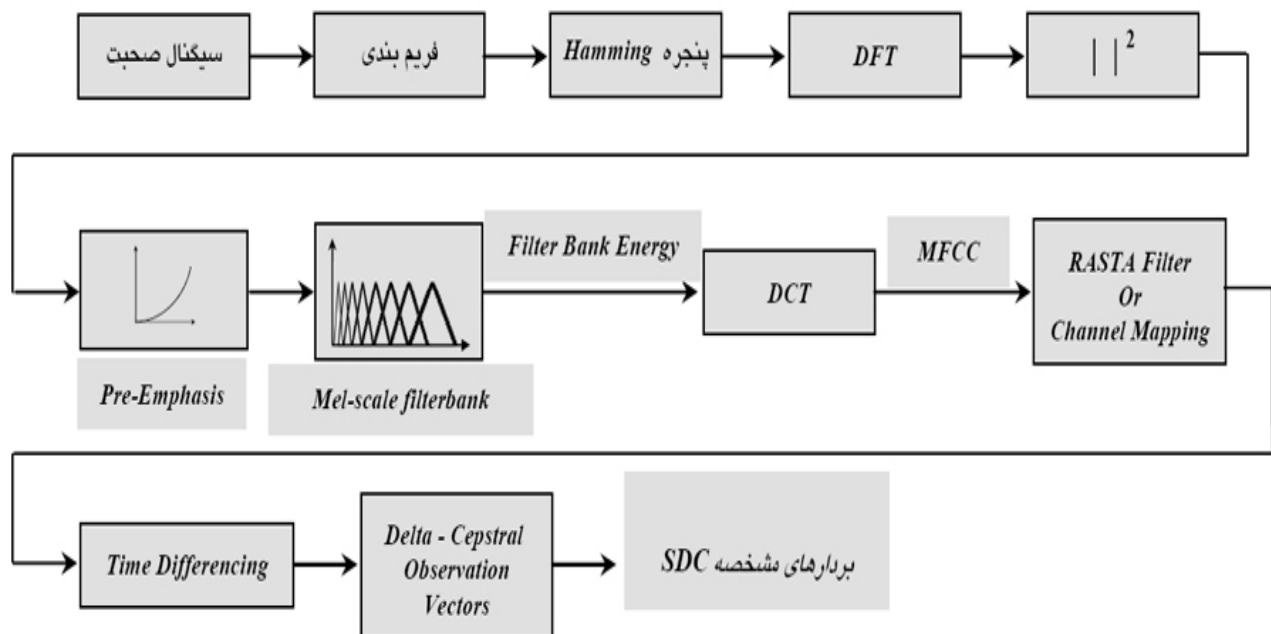 سیگنال صحبت
فریم بندی
پنجره Hamming
DFT
| |²
Pre-Emphasis
Mel-scale filterbank
Filter Bank Energy
DCT
MFCC
RASTA Filter
Or
Channel Mapping
Time Differencing
Delta - Cepstral
Observation
Vectors
بردارهای مشخصه SDC